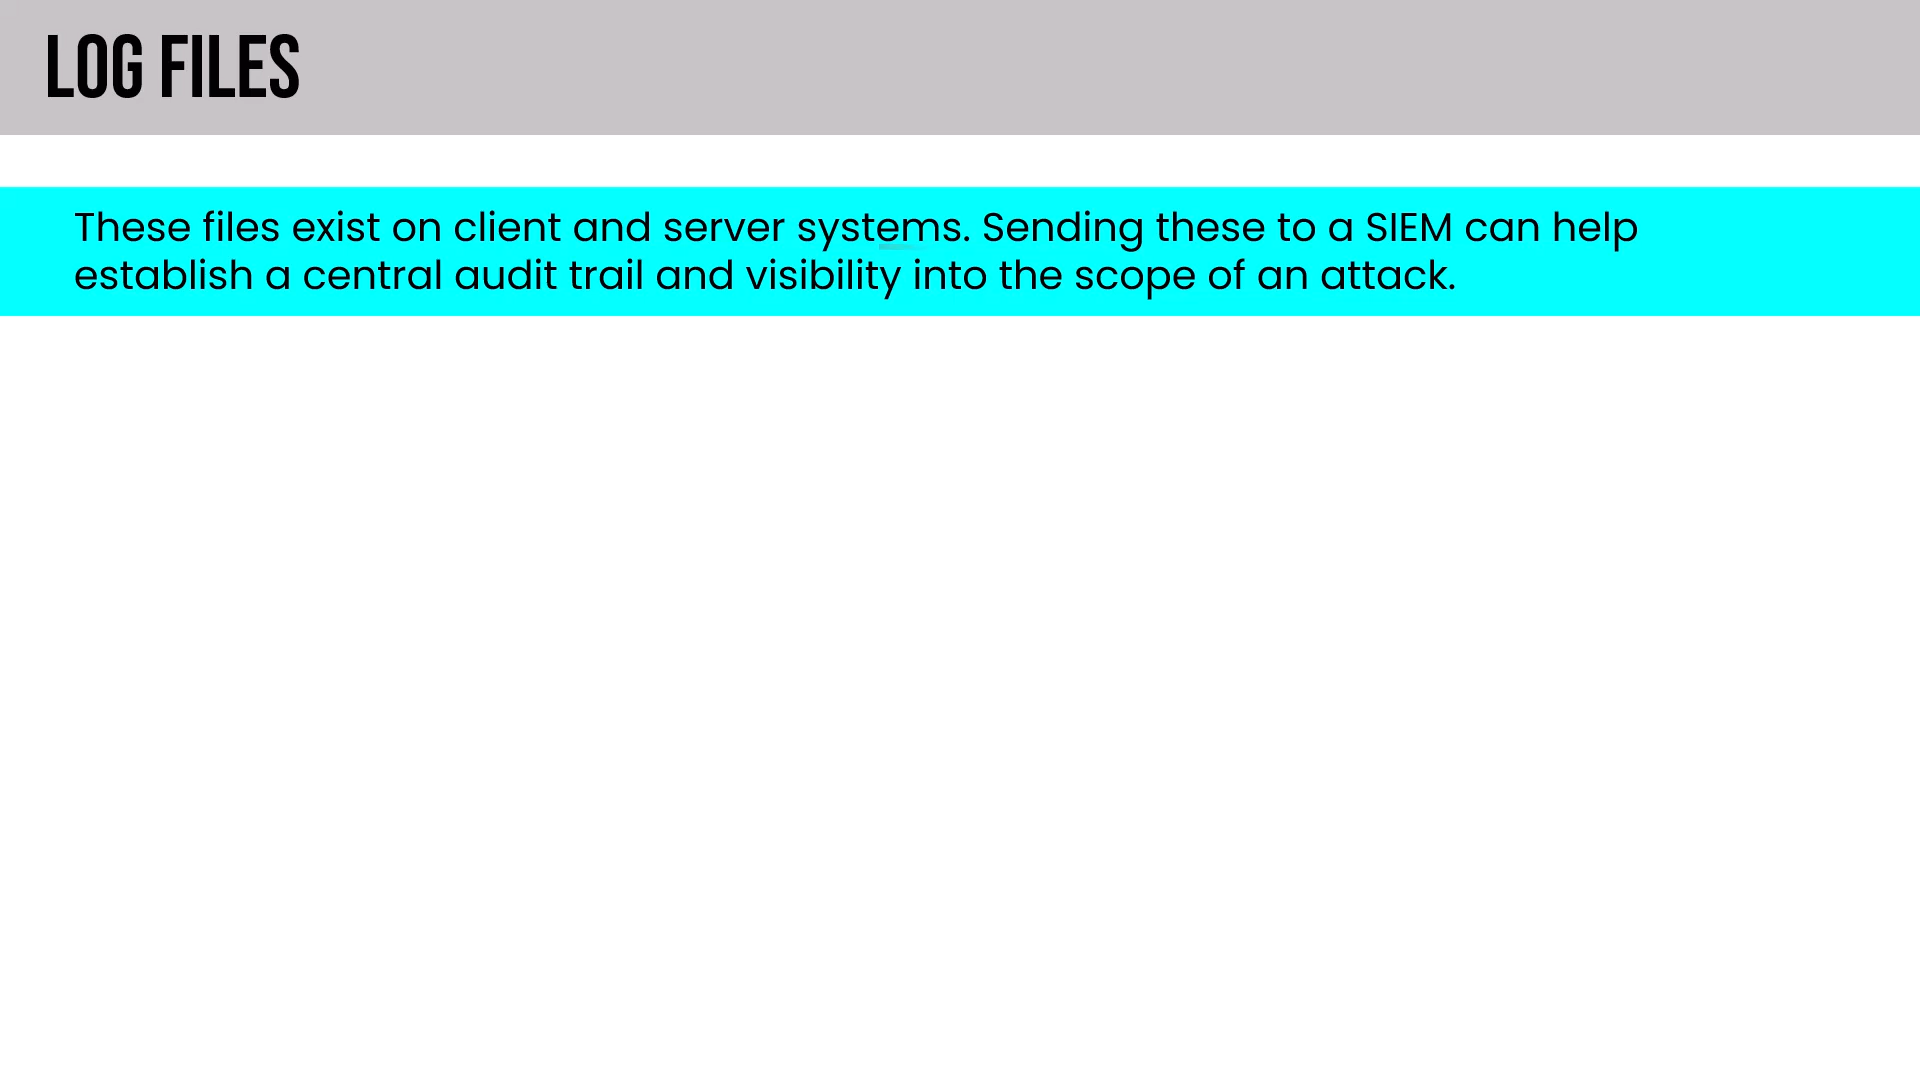 LOG FILES
These files exist on client and server systems. Sending these to a SIEM can help
establish a central audit trail and visibility into the scope of an attack.